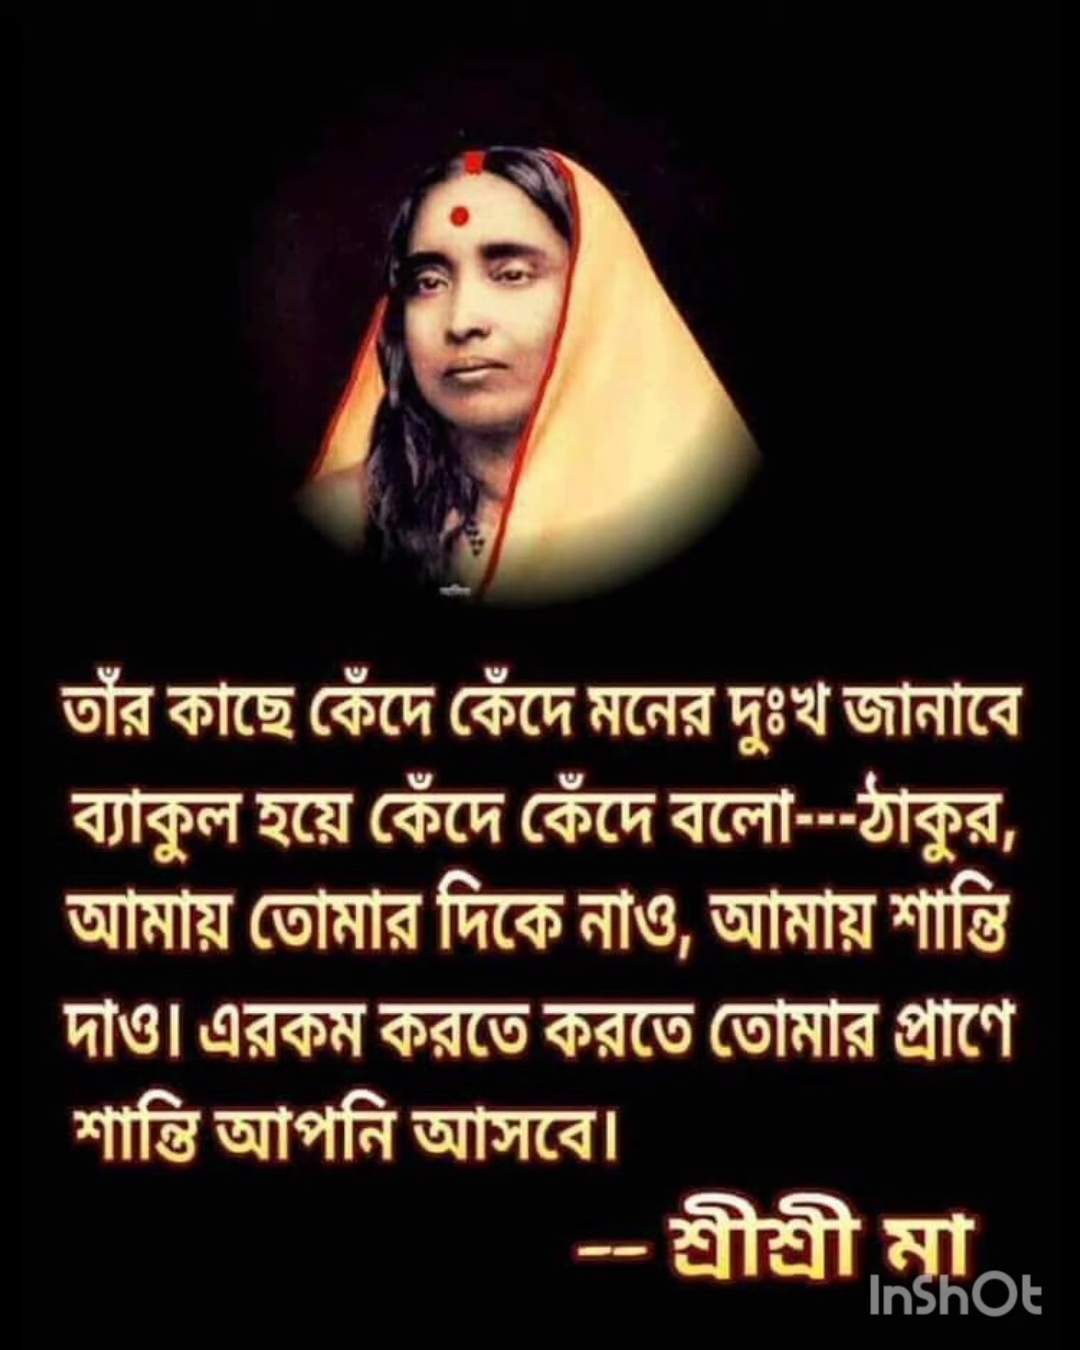 তাঁর কাছে কেঁদে কেঁদে মনের দুঃখ জানাবে
ব্যাকুল হয়ে কেঁদে কেঁদে বলো---ঠাকুর,
আমায় তোমার দিকে নাও, আমায় শান্তি
দাও। এরকম করতে করতে তোমার প্রাণে
শান্তি আপনি আসবে।
-- শ্রীশ্রী মা
InShOt